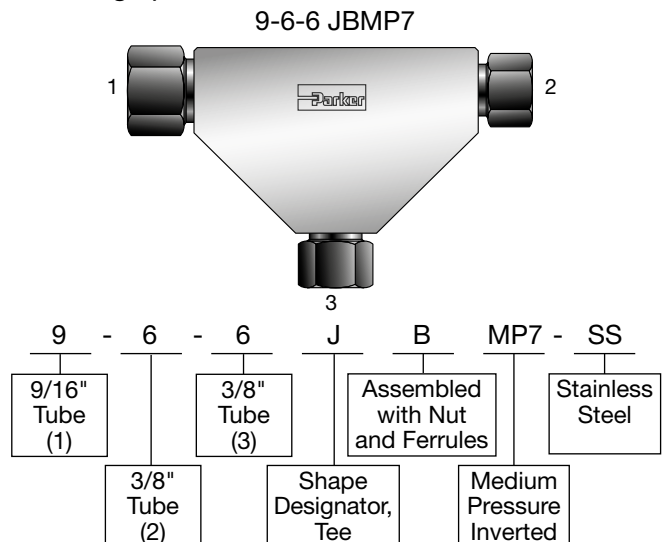 9-6-6 JBMP7
1
Parker
2
3
9 - 6 - 6 J B MP7 - SS
9/16"
Tube
(1)
3/8"
Tube
(3)
Assembled
with Nut
and Ferrules
Stainless
Steel
3/8"
Tube
(2)
Shape
Designator,
Tee
Medium
Pressure
Inverted